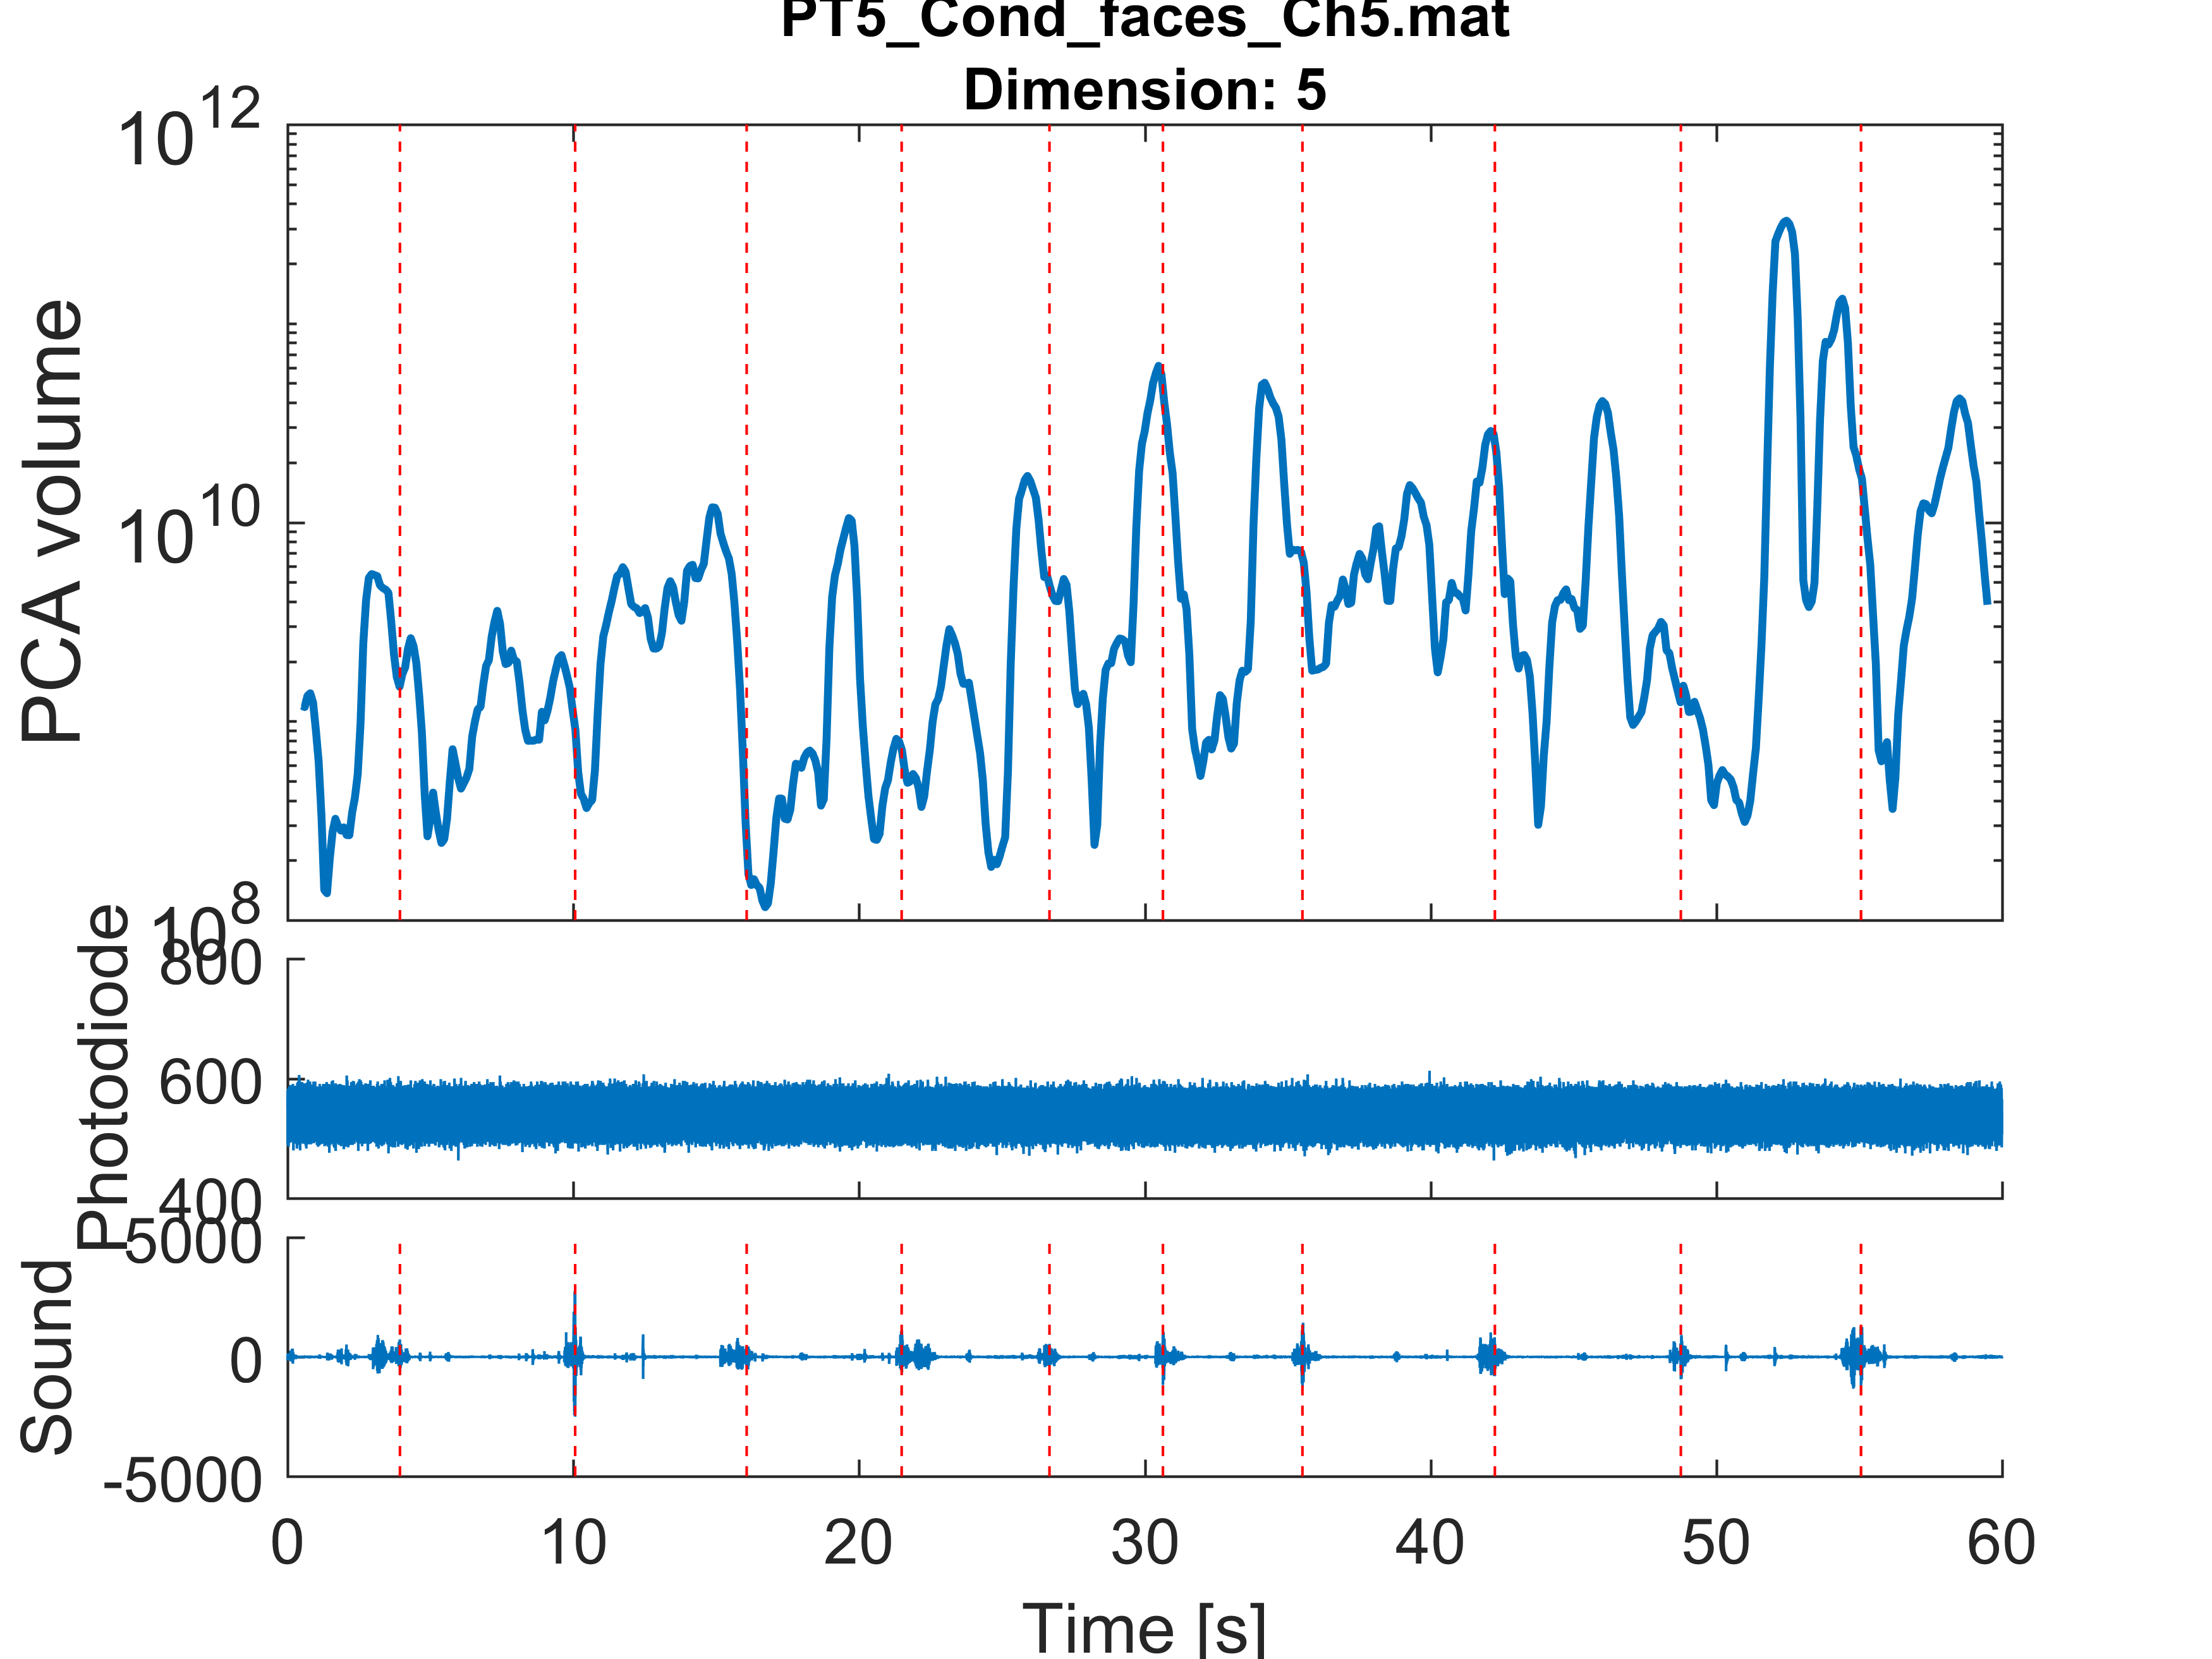 PT5_Cond_faces_Ch5.mat
Dimension: 5
10^12
10^10
10^8
PCA volume
800
600
400
Photodiode
5000
0
-5000
Sound
0 10 20 30 40 50 60
Time [s]